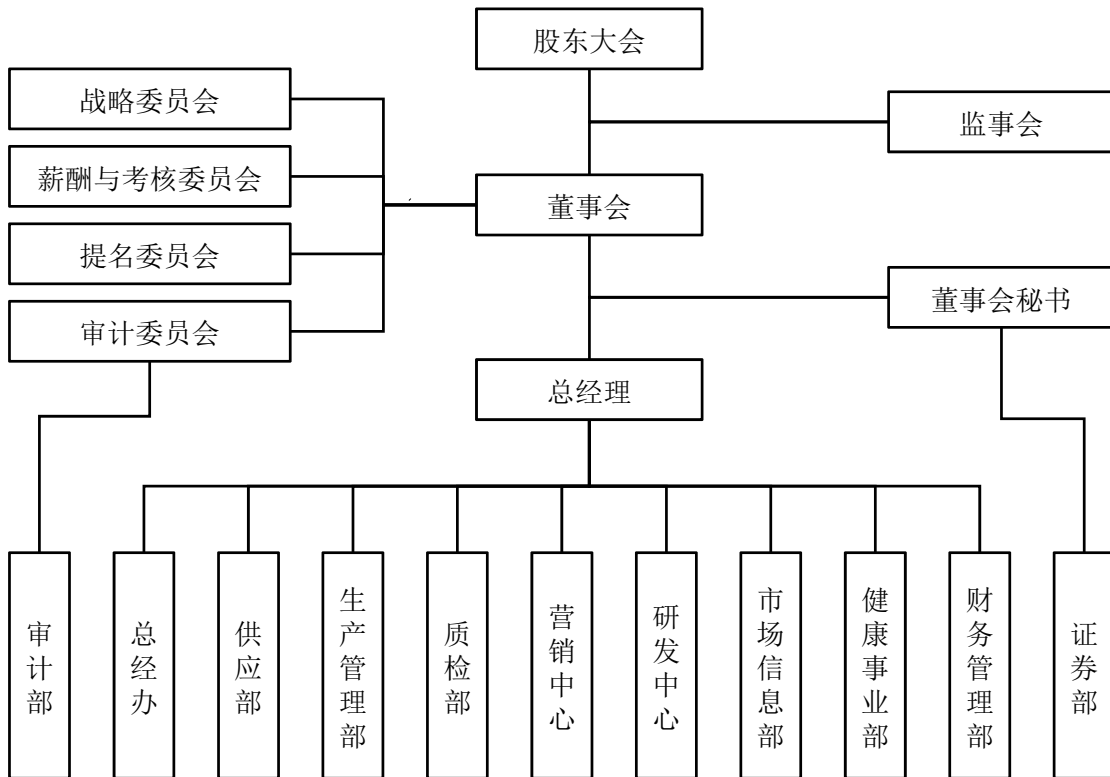 股东大会
战略委员会
监事会
薪酬与考核委员会
董事会
提名委员会
董事会秘书
审计委员会
总经理
审计部
总经办
供应部
生产管理部
质检部
营销中心
研发中心
市场信息部
健康事业部
财务管理部
证券部